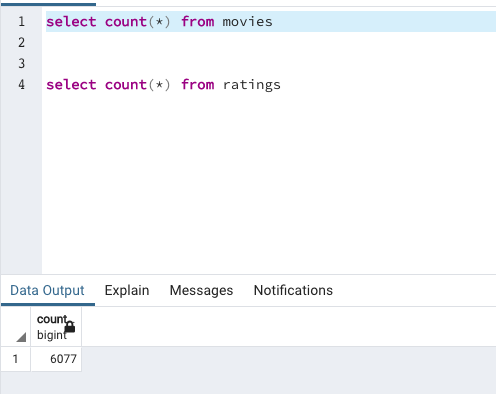 1 select count(*) from movies
2
3
4 select count(*) from ratings
Data Output Explain Messages Notifications
count
bigint
1 6077